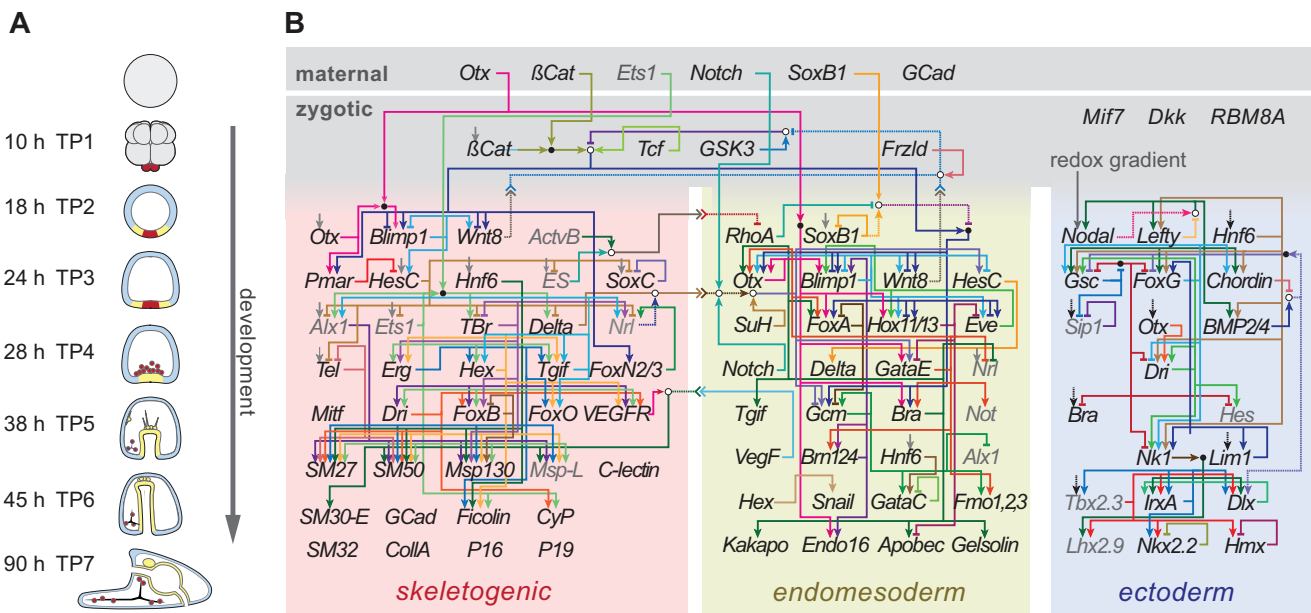 A
10 h TP1
18 h TP2
24 h TP3
28 h TP4
38 h TP5
45 h TP6
90 h TP7
development
B
maternal
Otx ßCat Ets1 Notch SoxB1 GCad
zygotic
Mif7 Dkk RBM8A
ßCat Tcf GSK3 Frzld
redox gradient
Otx Blimp1 Wnt8 ActvB
Pmar HesC Hnf6 ES SoxC
Alx1 Ets1 TBr Delta Nrl
Tel Erg Hex Tgif FoxN2/3
Mitf Dri FoxB FoxO VEGFR
SM27 SM50 Msp130 Msp-L C-lectin
SM30-E GCad Ficolin CyP
SM32 CollA P16 P19
skeletogenic
RhoA SoxB1
Otx Blimp1 Wnt8 HesC
SuH FoxA Hox11/13 Eve
Notch Delta GataE Nrl
Tgif Gcm Bra Not
VegF Brn124 Hnf6 Alx1
Hex Snail GataC Fmo1,2,3
Kakapo Endo16 Apobec Gelsolin
endomesoderm
Nodal Lefty Hnf6
Gsc FoxG Chordin
Sip1 Otx BMP2/4
Dri
Bra Hes
Nk1 Lim1
Tbx2.3 IrxA Dlx
Lhx2.9 Nkx2.2 Hmx
ectoderm